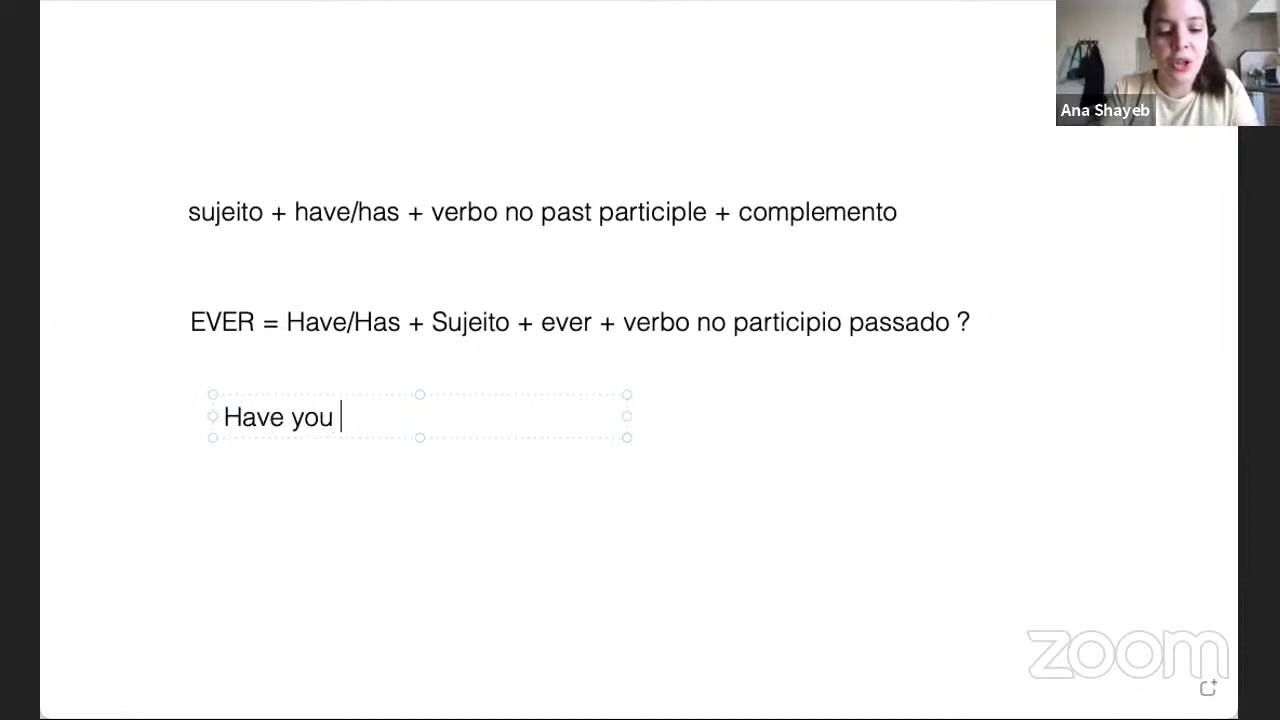 Ana Shayeb
sujeito + have/has + verbo no past participle + complemento
EVER = Have/Has + Sujeito + ever + verbo no participio passado ?
Have you
zoom